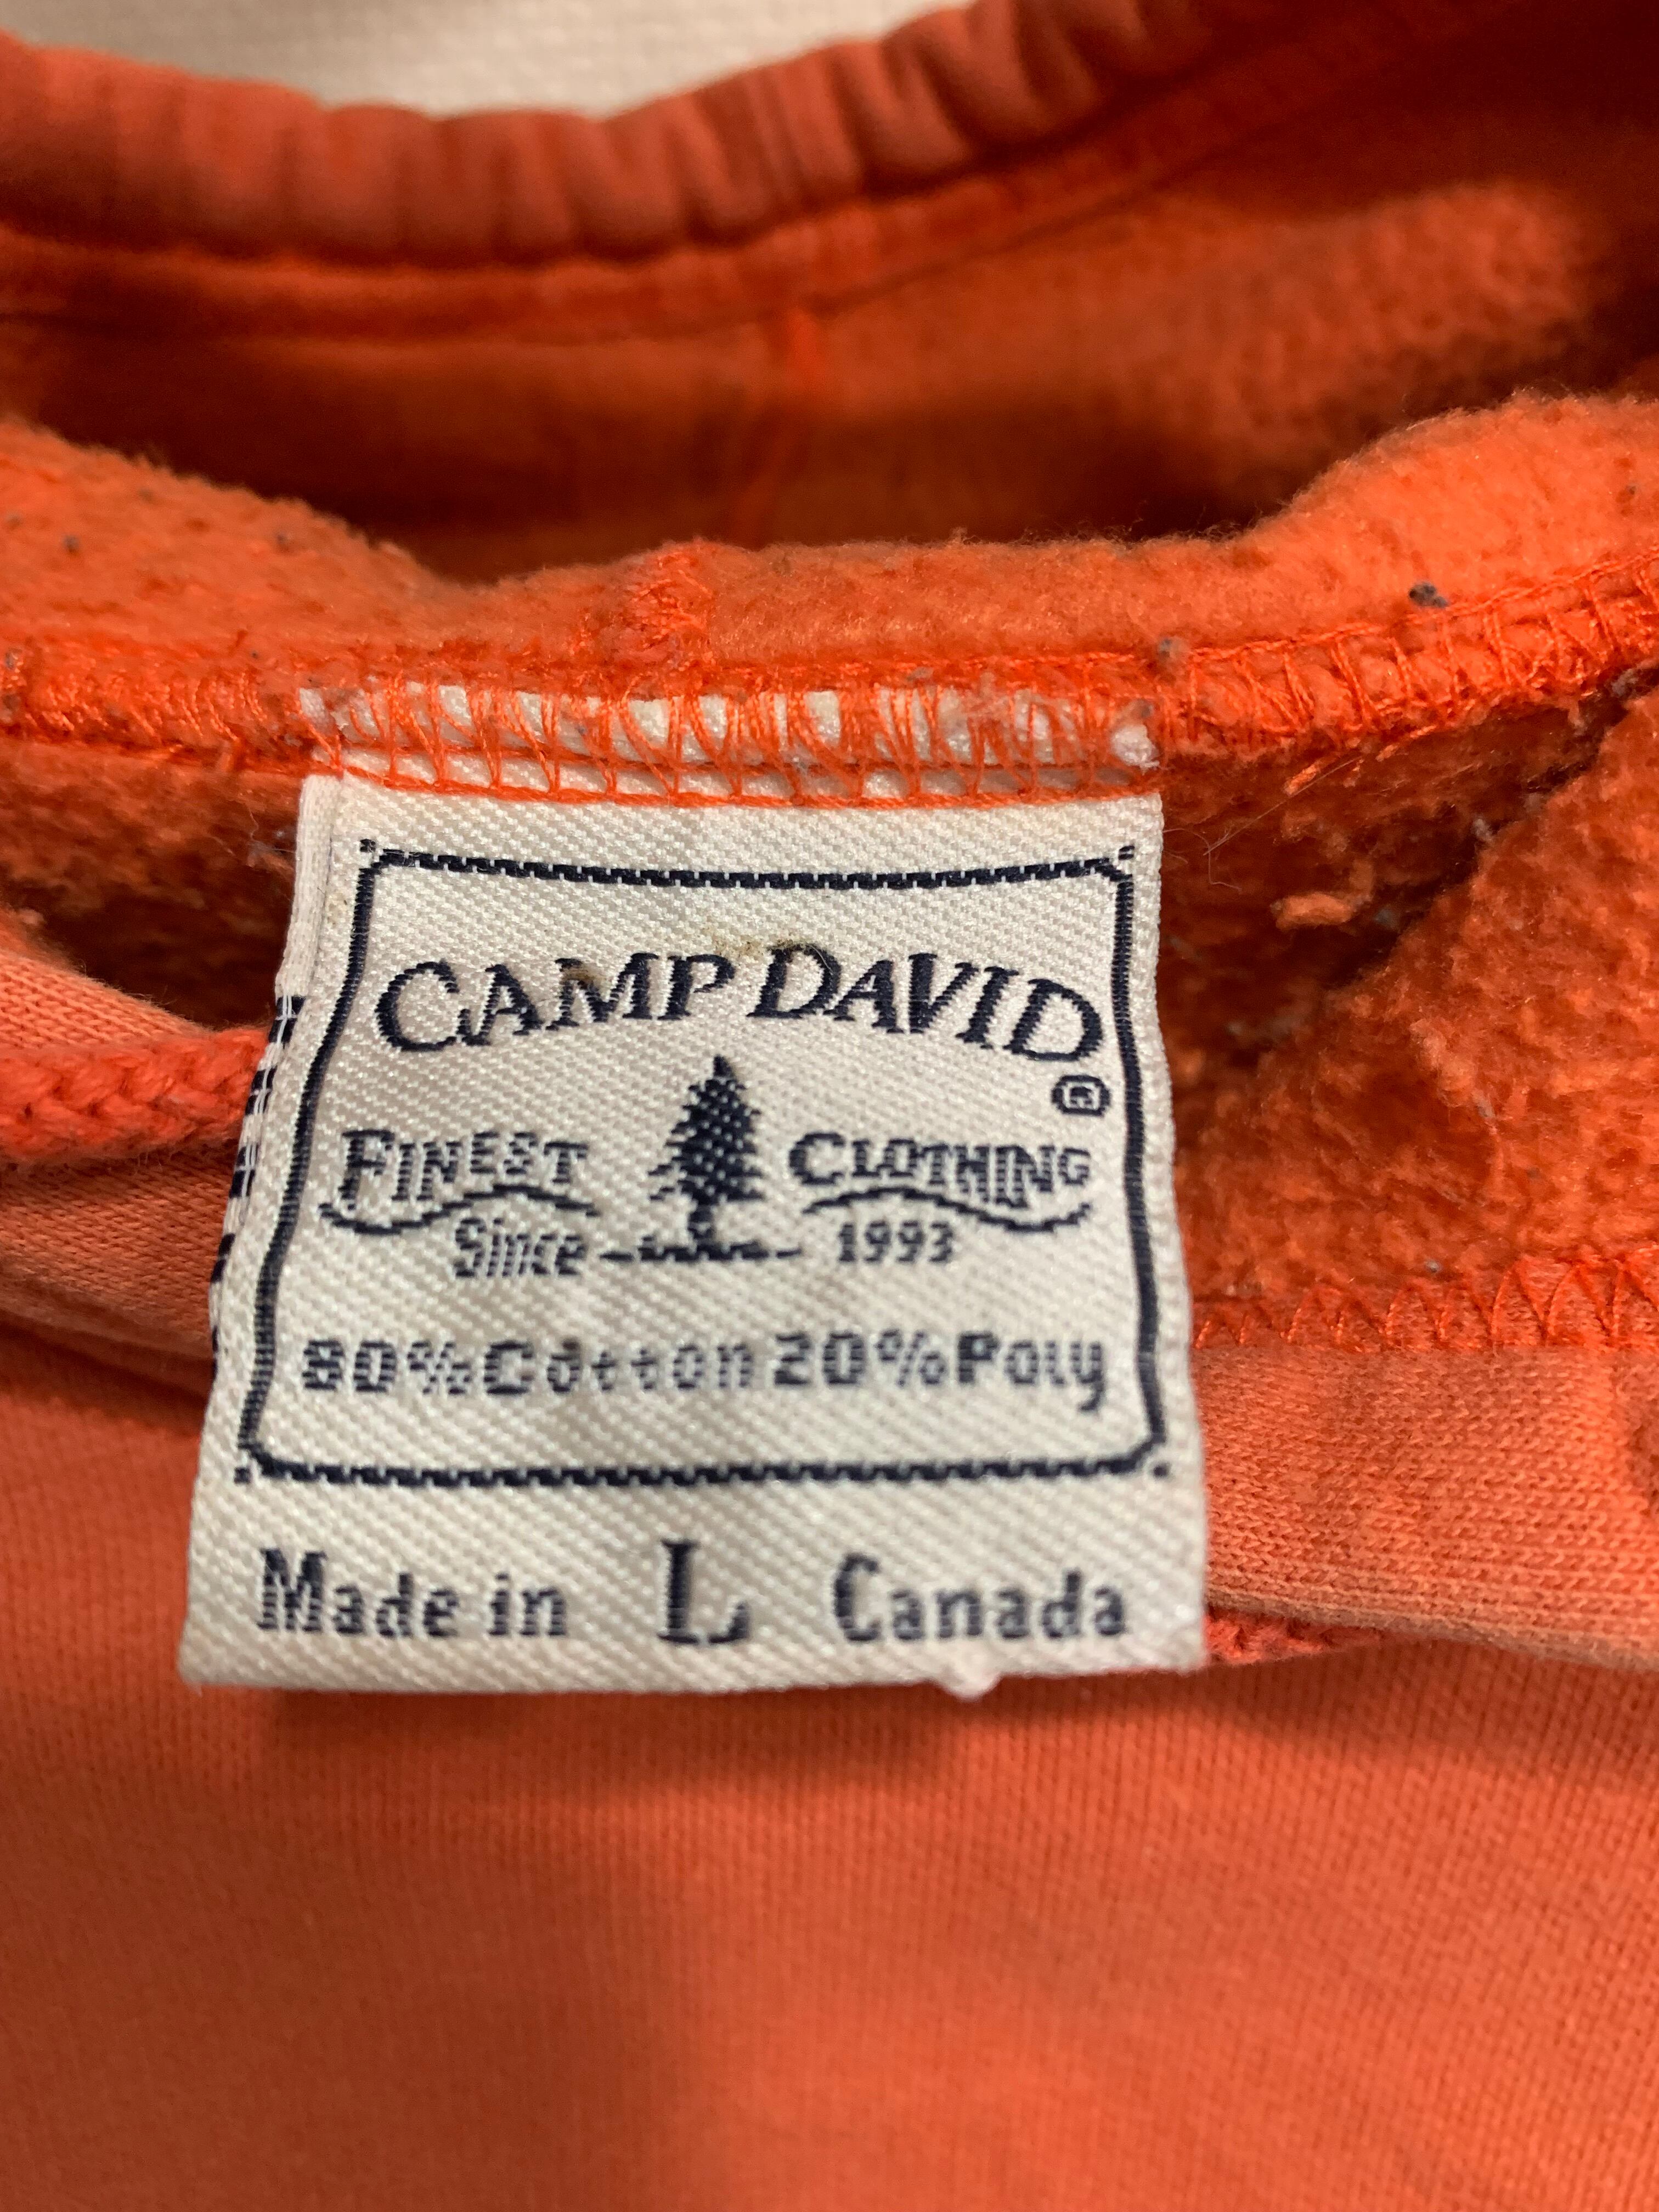 CAMP DAVID
®
FINEST CLOTHING
Since 1993
80% Cotton 20% Poly
Made in L Canada